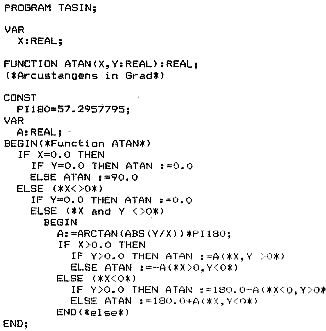 PROGRAM TASIN;
VAR
X:REAL;
FUNCTION ATAN(X,Y:REAL):REAL;
(*Arcustangens in Grad*)
CONST
PI180=57.2957795;
VAR
A:REAL;
BEGIN(*Function ATAN*)
IF X=0.0 THEN
IF Y=0.0 THEN ATAN :=0.0
ELSE ATAN :=90.0
ELSE (*X<>0*)
IF Y=0.0 THEN ATAN :=0.0
ELSE (*X and Y <>0*)
BEGIN
A:=ARCTAN(ABS(Y/X))*PI180;
IF X>0.0 THEN
IF Y>0.0 THEN ATAN :=A(*X,Y >0*)
ELSE ATAN :=-A(*X>0,Y<0*)
ELSE (*X<0*)
IF Y>0.0 THEN ATAN :=180.0-A(*X<0,Y>0*)
ELSE ATAN :=180.0+A(*X,Y<0*)
END(*else*)
END;